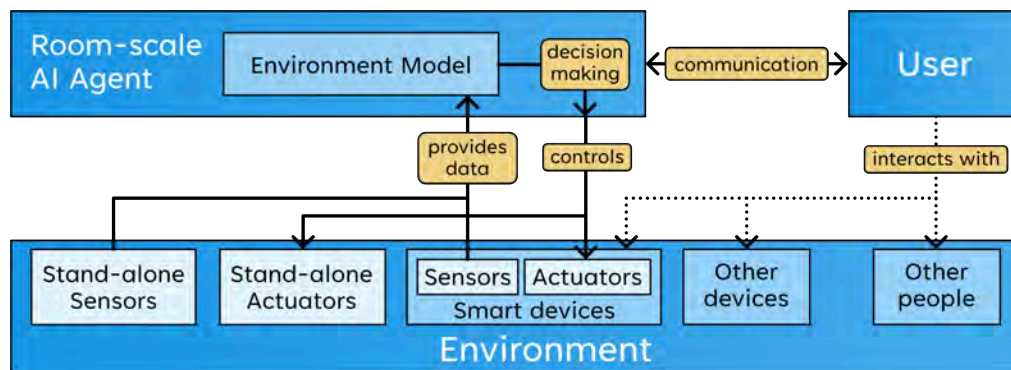 Room-scale
AI Agent
Environment Model
decision
making
communication
User
provides
data
controls
interacts with
Stand-alone
Sensors
Stand-alone
Actuators
Sensors
Actuators
Smart devices
Other
devices
Other
people
Environment